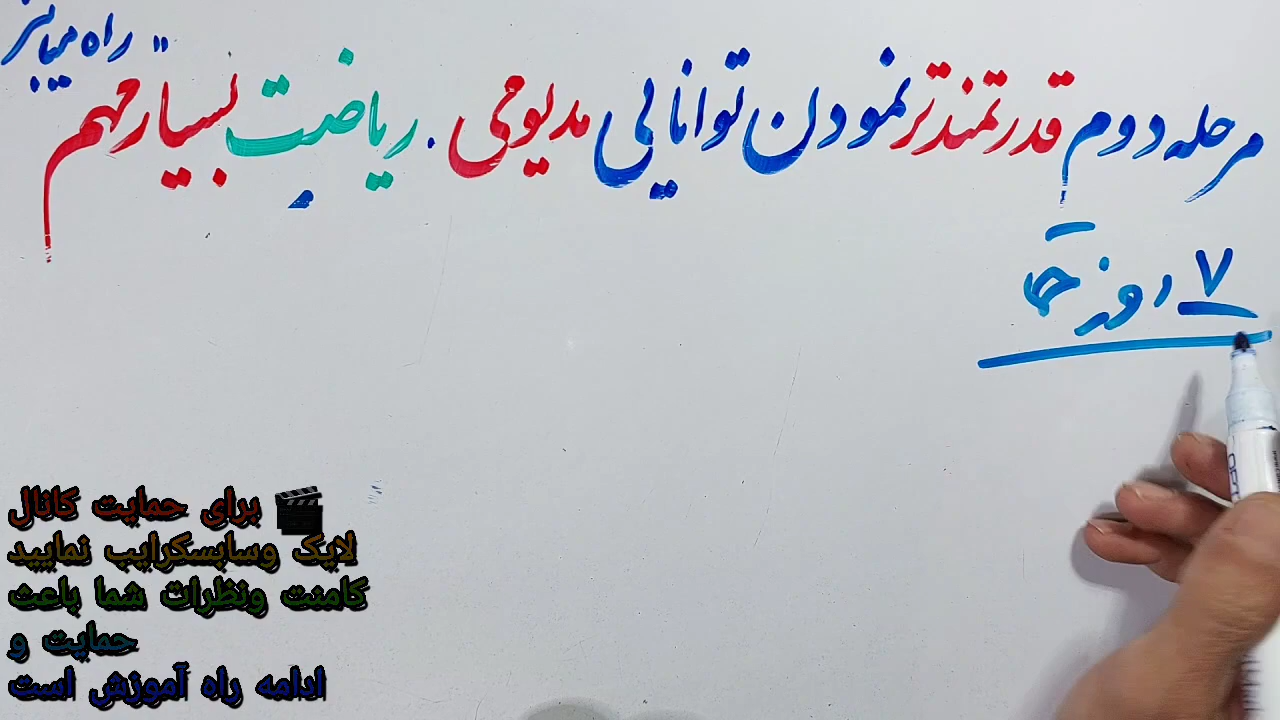 مرحله دوم قدرتمندتر نمودن توانایی مدیومی. ریاضت بسیار مهم
"راه میانبر
۷ روز
برای حمایت کانال
لایک وسابسکرایب نمایید
کامنت ونظرات شما باعث
حمایت و
ادامه راه آموزش است